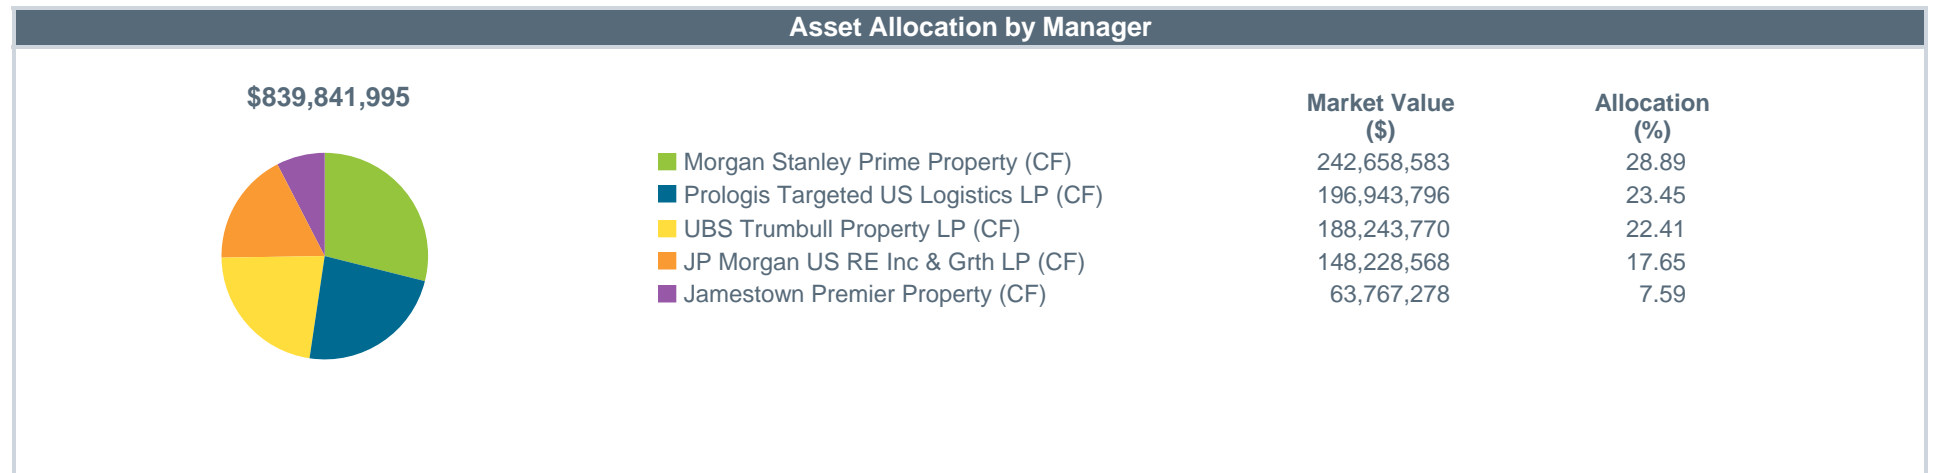 Asset Allocation by Manager
$839,841,995
Market Value Allocation
($) (%)
Morgan Stanley Prime Property (CF) 242,658,583 28.89
Prologis Targeted US Logistics LP (CF) 196,943,796 23.45
UBS Trumbull Property LP (CF) 188,243,770 22.41
JP Morgan US RE Inc & Grth LP (CF) 148,228,568 17.65
Jamestown Premier Property (CF) 63,767,278 7.59